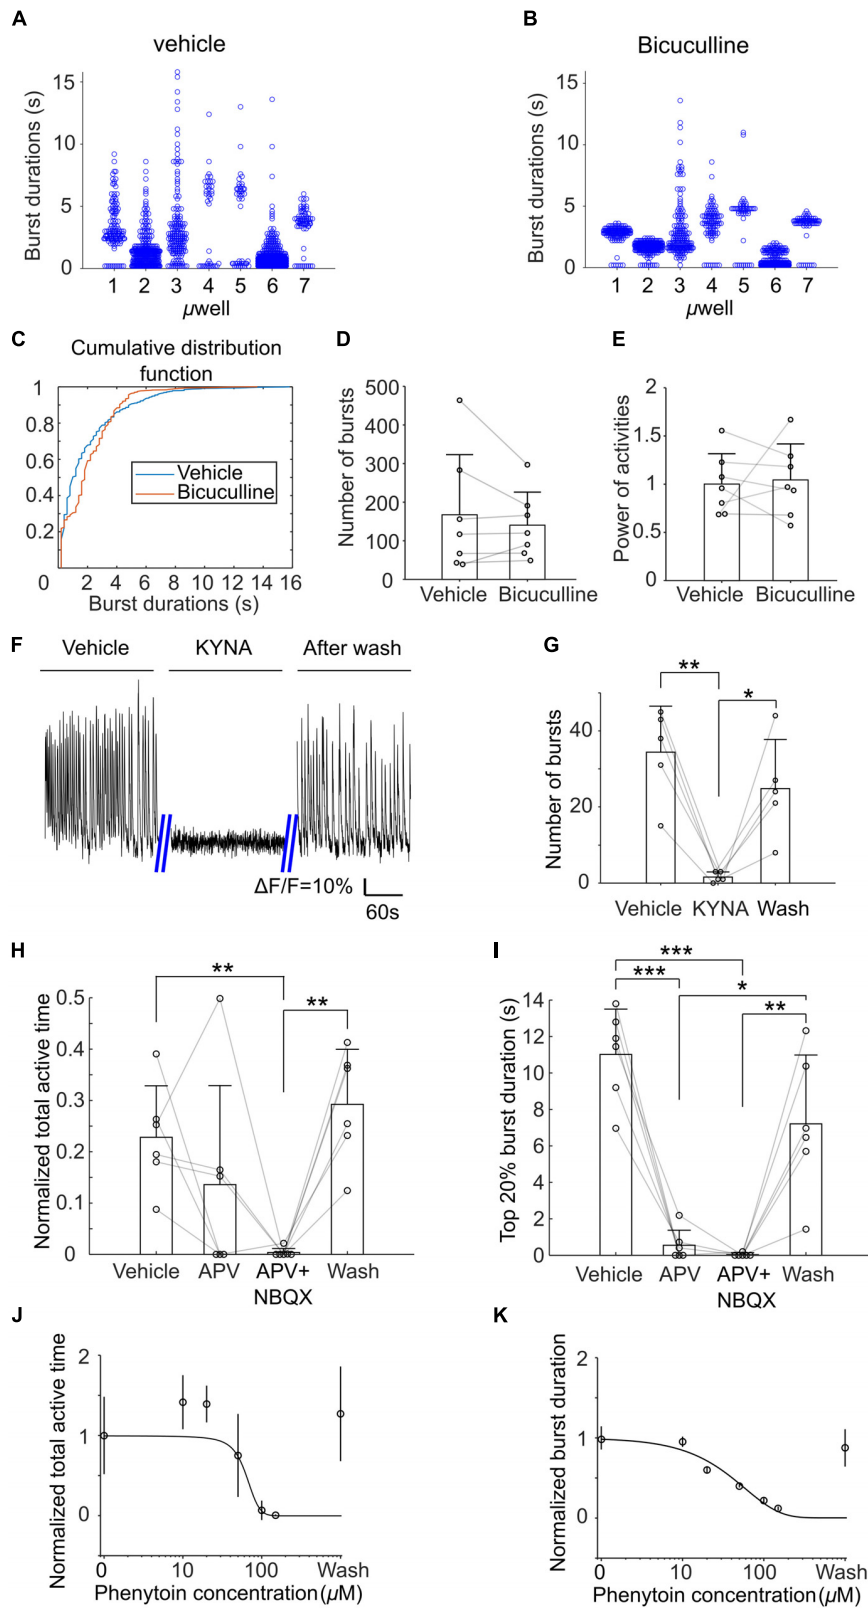 A
vehicle
Burst durations (s)
15
10
5
0
1 2 3 4 5 6 7
µwell
B
Bicuculline
Burst durations (s)
15
10
5
0
1 2 3 4 5 6 7
µwell
C
Cumulative distribution
function
1
0.8
0.6
0.4
0.2
Vehicle
Bicuculline
0 2 4 6 8 10 12 14 16
Burst durations (s)
D
Number of bursts
500
400
300
200
100
0
Vehicle Bicuculline
E
Power of activities
2
1.5
1
0.5
0
Vehicle Bicuculline
F
Vehicle KYNA After wash
ΔF/F=10%
60s
G
** *
Number of bursts
40
20
0
Vehicle KYNA Wash
H
**
**
Normalized total active time
0.5
0.4
0.3
0.2
0.1
0
Vehicle APV APV+ Wash
NBQX
I
***
***
*
**
Top 20% burst duration (s)
14
12
10
8
6
4
2
0
Vehicle APV APV+ Wash
NBQX
J
Normalized total active time
2
1
0
0 10 100 Wash
Phenytoin concentration (µM)
K
Normalized burst duration
2
1
0
0 10 100 Wash
Phenytoin concentration (µM)